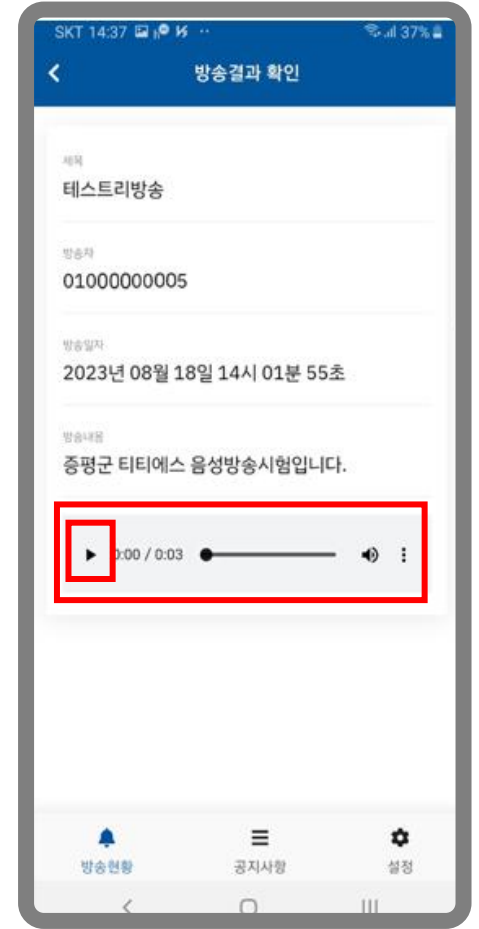 SKT 14:37 37%
방송결과 확인
제목
테스트리방송
방송자
01000000005
방송일자
2023년 08월 18일 14시 01분 55초
방송내용
증평군 티티에스 음성방송시험입니다.
0:00 / 0:03
방송현황 공지사항 설정